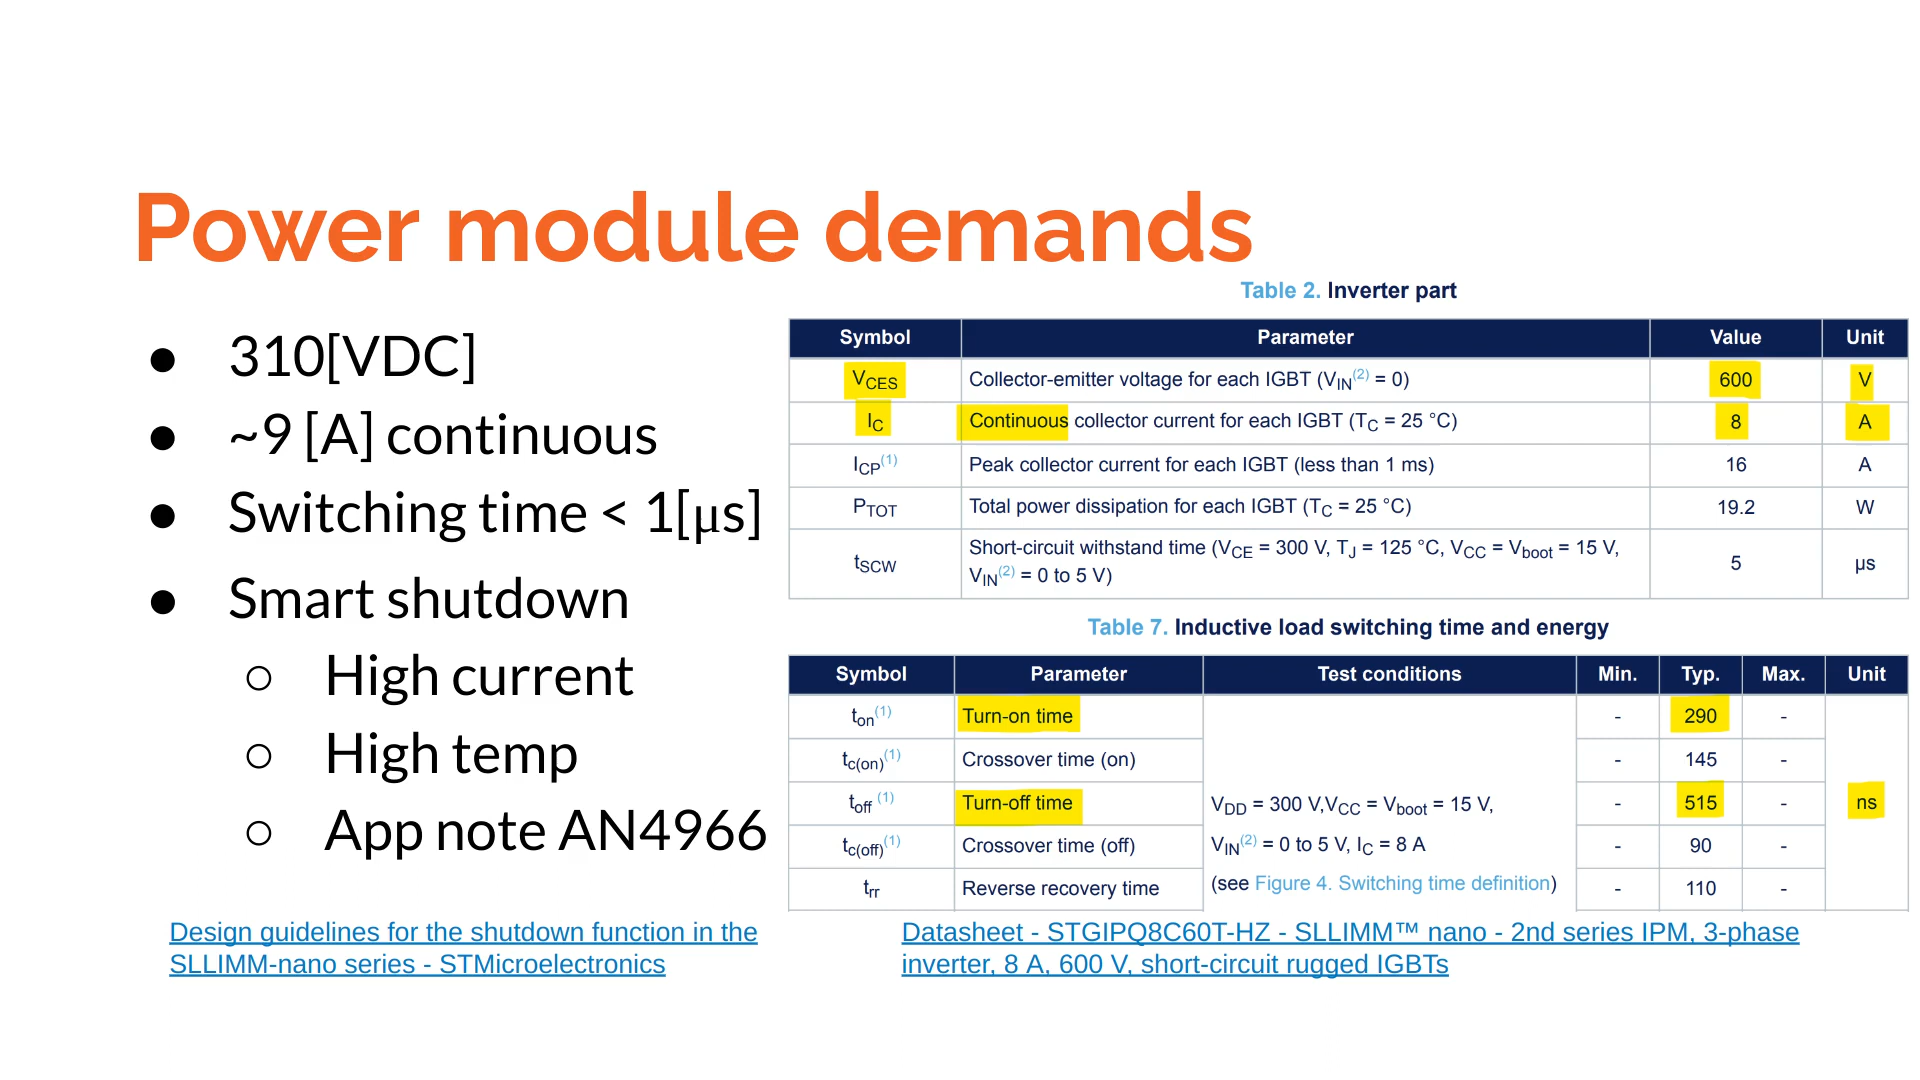 Power module demands
● 310[VDC]
● ~9 [A] continuous
● Switching time < 1[µs]
● Smart shutdown
○ High current
○ High temp
○ App note AN4966
Design guidelines for the shutdown function in the
SLLIMM-nano series - STMicroelectronics
Table 2. Inverter part
Symbol Parameter Value Unit
VCES Collector-emitter voltage for each IGBT (VIN(2) = 0) 600 V
IC Continuous collector current for each IGBT (TC = 25 °C) 8 A
ICP(1) Peak collector current for each IGBT (less than 1 ms) 16 A
PTOT Total power dissipation for each IGBT (TC = 25 °C) 19.2 W
tSCW Short-circuit withstand time (VCE = 300 V, TJ = 125 °C, VCC = Vboot = 15 V,
VIN(2) = 0 to 5 V) 5 µs
Table 7. Inductive load switching time and energy
Symbol Parameter Test conditions Min. Typ. Max. Unit
ton(1) Turn-on time - 290 -
tc(on)(1) Crossover time (on) - 145 -
toff (1) Turn-off time VDD = 300 V,VCC = Vboot = 15 V, - 515 - ns
tc(off)(1) Crossover time (off) VIN(2) = 0 to 5 V, IC = 8 A - 90 -
trr Reverse recovery time (see Figure 4. Switching time definition) - 110 -
Datasheet - STGIPQ8C60T-HZ - SLLIMM™ nano - 2nd series IPM, 3-phase
inverter, 8 A, 600 V, short-circuit rugged IGBTs